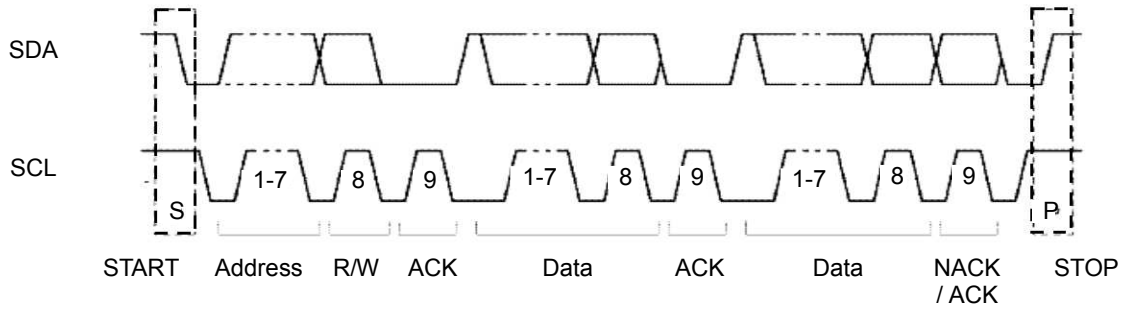 SDA
SCL
1-7 8 9 1-7 8 9 1-7 8 9
S P
START Address R/W ACK Data ACK Data NACK STOP
/ ACK